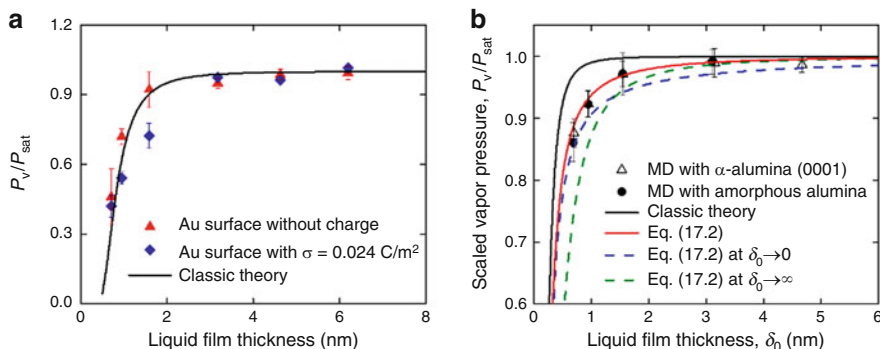 a
1.2
0.9
0.6
0.3
0.0
P_v/P_sat
Au surface without charge
Au surface with σ = 0.024 C/m²
Classic theory
0 2 4 6 8
Liquid film thickness (nm)
b
1.0
0.9
0.8
0.7
0.6
Scaled vapor pressure, P_v/P_sat
MD with α-alumina (0001)
MD with amorphous alumina
Classic theory
Eq. (17.2)
Eq. (17.2) at δ₀→0
Eq. (17.2) at δ₀→∞
0 1 2 3 4 5 6
Liquid film thickness, δ₀ (nm)